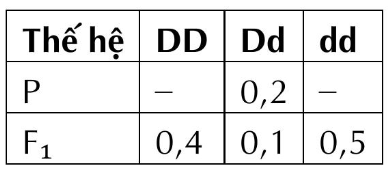 Thế hệ DD Dd dd
P – 0,2 –
F₁ 0,4 0,1 0,5